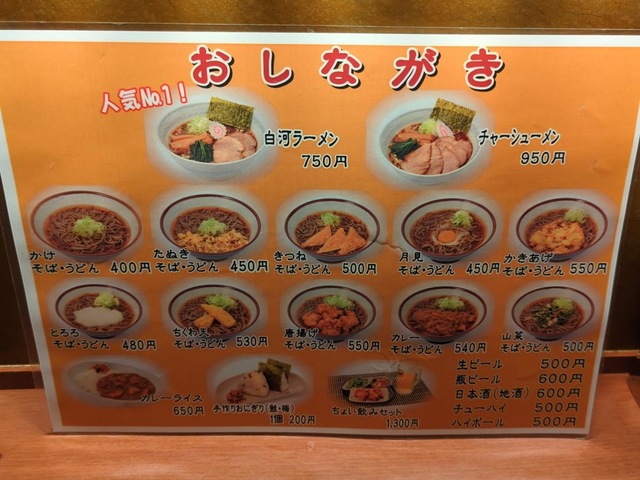 おしながき
人気No.1！
白河ラーメン
750円
チャーシューメン
950円
かけ
そば・うどん 400円
たぬき
そば・うどん 450円
きつね
そば・うどん 500円
月見
そば・うどん 450円
かきあげ
そば・うどん 550円
とろろ
そば・うどん 480円
ちくわ天
そば・うどん 530円
唐揚げ
そば・うどん 550円
カレー
そば・うどん 540円
山菜
そば・うどん 500円
カレーライス
650円
手作りおにぎり(鮭・梅)
1個 200円
ちょい飲みセット
1,300円
生ビール 500円
瓶ビール 600円
日本酒(地酒) 600円
チューハイ 500円
ハイボール 500円